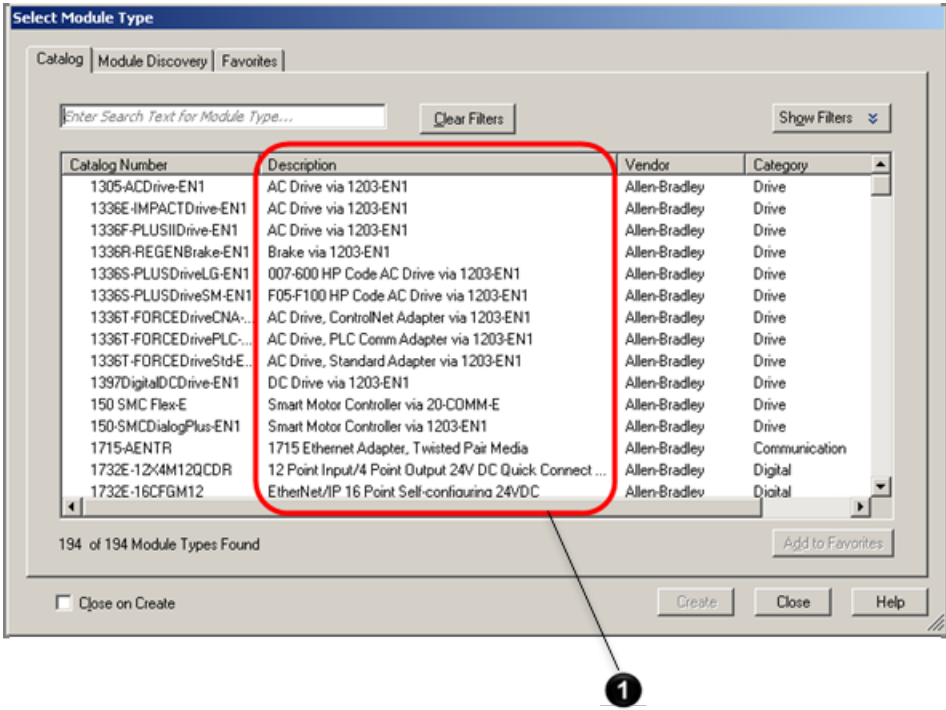 Select Module Type
Catalog Module Discovery Favorites
Enter Search Text for Module Type... Clear Filters Show Filters
Catalog Number Description Vendor Category
1305-ACDrive-EN1 AC Drive via 1203-EN1 Allen-Bradley Drive
1336E-IMPACTDrive-EN1 AC Drive via 1203-EN1 Allen-Bradley Drive
1336F-PLUSIIDrive-EN1 AC Drive via 1203-EN1 Allen-Bradley Drive
1336R-REGENBrake-EN1 Brake via 1203-EN1 Allen-Bradley Drive
1336S-PLUSDriveLG-EN1 007-600 HP Code AC Drive via 1203-EN1 Allen-Bradley Drive
1336S-PLUSDriveSM-EN1 F05-F100 HP Code AC Drive via 1203-EN1 Allen-Bradley Drive
1336T-FORCEDriveCNA-... AC Drive, ControlNet Adapter via 1203-EN1 Allen-Bradley Drive
1336T-FORCEDrivePLC-... AC Drive, PLC Comm Adapter via 1203-EN1 Allen-Bradley Drive
1336T-FORCEDriveStd-E... AC Drive, Standard Adapter via 1203-EN1 Allen-Bradley Drive
1397DigitalDCDrive-EN1 DC Drive via 1203-EN1 Allen-Bradley Drive
150 SMC Flex-E Smart Motor Controller via 20-COMM-E Allen-Bradley Drive
150-SMCDialogPlus-EN1 Smart Motor Controller via 1203-EN1 Allen-Bradley Drive
1715-AENTR 1715 Ethernet Adapter, Twisted Pair Media Allen-Bradley Communication
1732E-12X4M12QCDR 12 Point Input/4 Point Output 24V DC Quick Connect ... Allen-Bradley Digital
1732E-16CFGM12 EtherNet/IP 16 Point Self-configuring 24VDC Allen-Bradley Digital
194 of 194 Module Types Found Add to Favorites
Close on Create Create Close Help
1